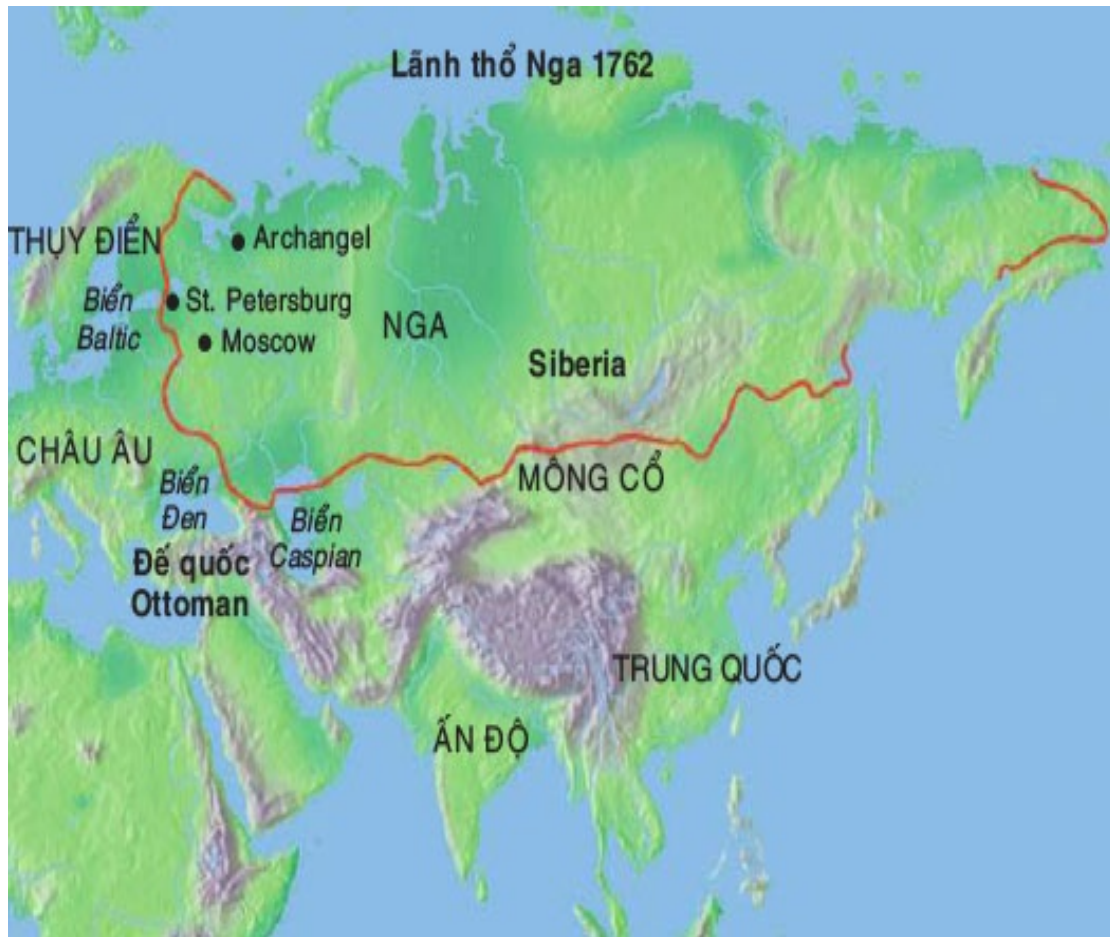 Lãnh thổ Nga 1762
THỤY ĐIỂN
Archangel
Biển
Baltic
St. Petersburg
Moscow
NGA
Siberia
CHÂU ÂU
Biển
Đen
Biển
Caspian
MÔNG CỔ
Đế quốc
Ottoman
TRUNG QUỐC
ẤN ĐỘ